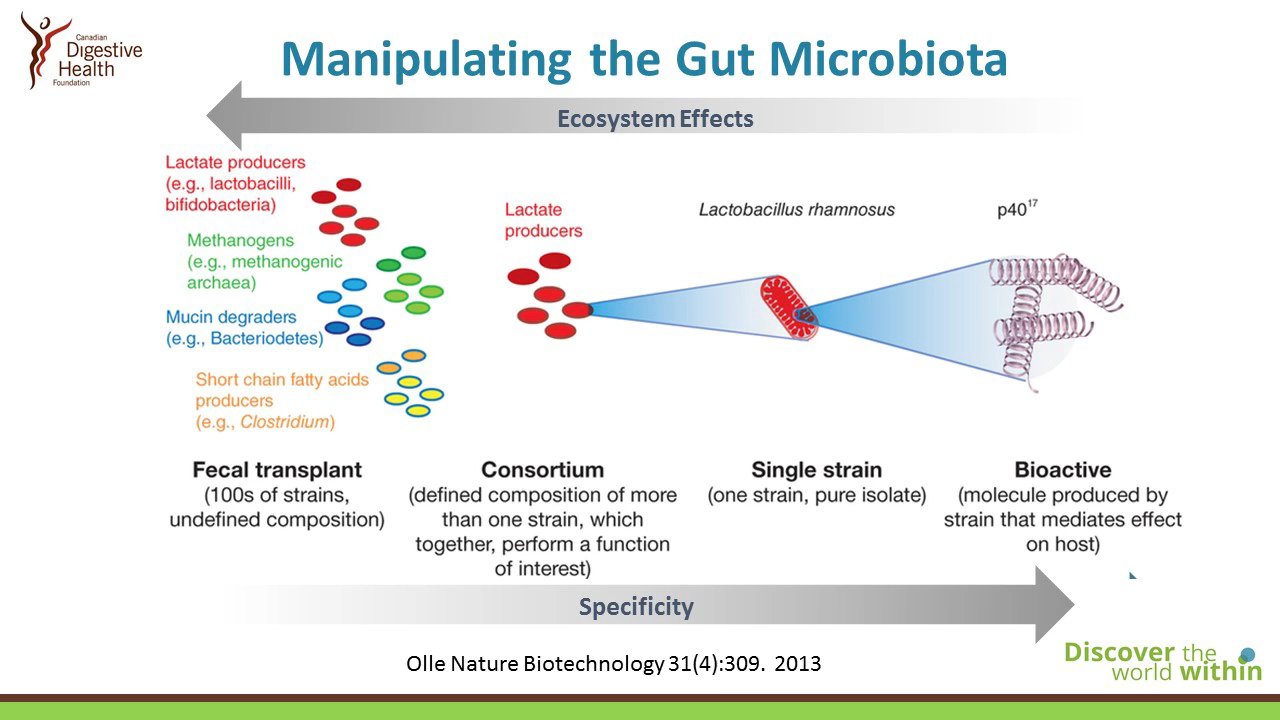 Canadian
Digestive
Health
Foundation
Manipulating the Gut Microbiota
Ecosystem Effects
Lactate producers
(e.g., lactobacilli,
bifidobacteria)
Methanogens
(e.g., methanogenic
archaea)
Mucin degraders
(e.g., Bacteriodetes)
Short chain fatty acids
producers
(e.g., Clostridium)
Lactate
producers
Lactobacillus rhamnosus
p40¹⁷
Fecal transplant
(100s of strains,
undefined composition)
Consortium
(defined composition of more
than one strain, which
together, perform a function
of interest)
Single strain
(one strain, pure isolate)
Bioactive
(molecule produced by
strain that mediates effect
on host)
Specificity
Olle Nature Biotechnology 31(4):309. 2013
Discover the
world within